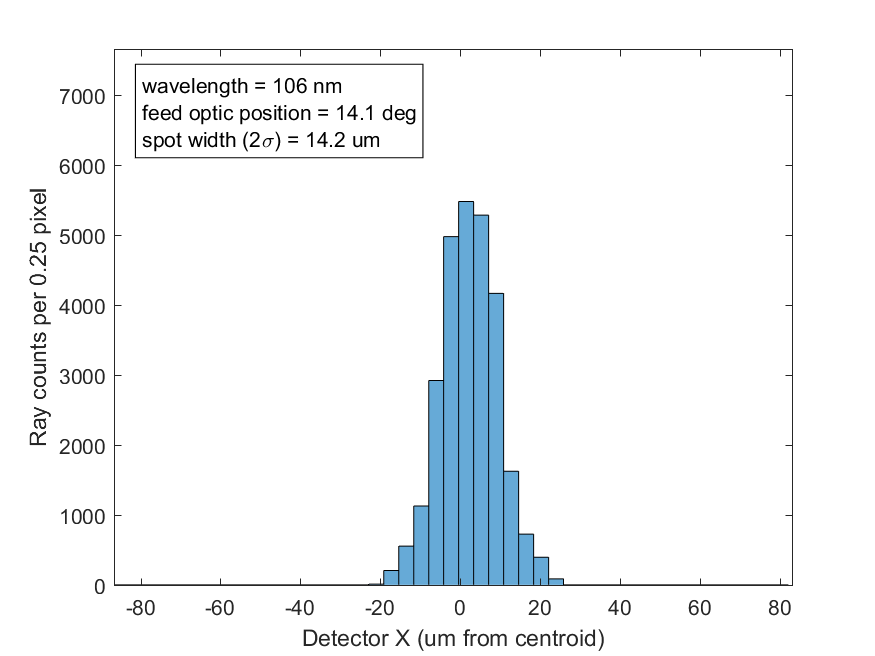 wavelength = 106 nm
feed optic position = 14.1 deg
spot width (2σ) = 14.2 um
7000
6000
5000
4000
3000
2000
1000
0
Ray counts per 0.25 pixel
-80 -60 -40 -20 0 20 40 60 80
Detector X (um from centroid)